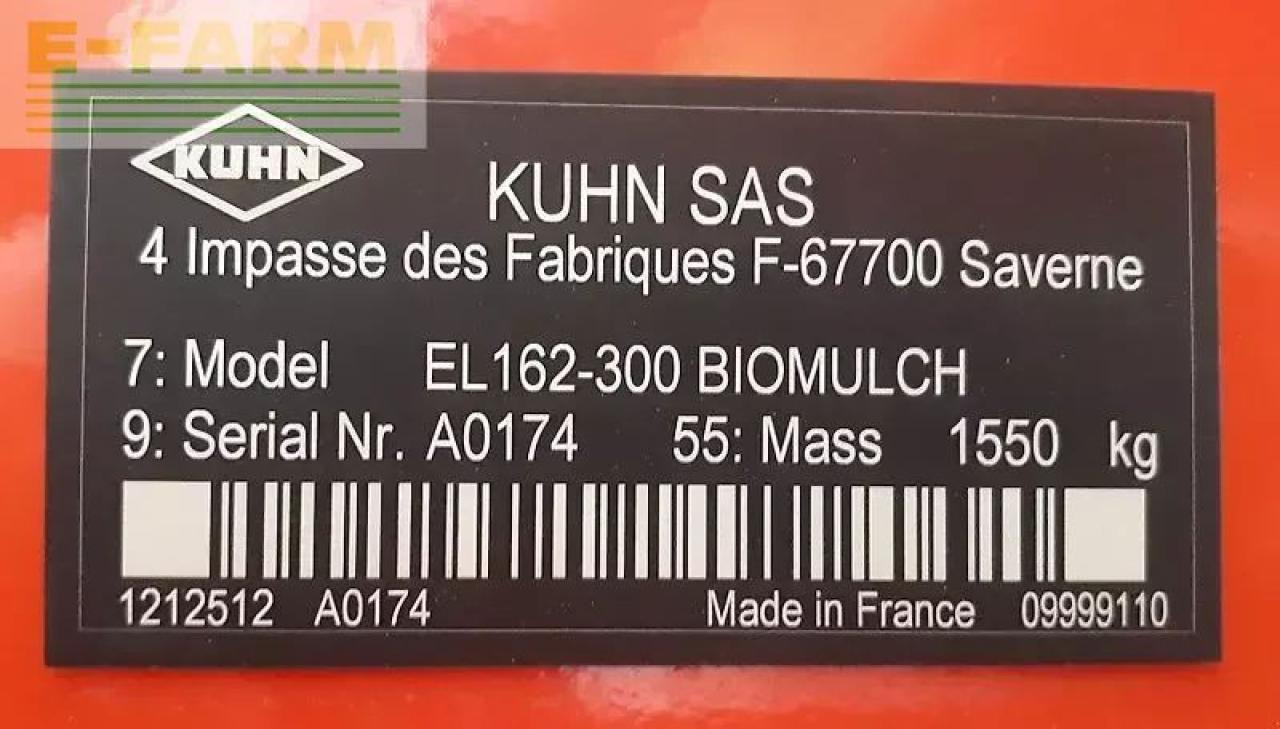 E-FARM
KUHN
KUHN SAS
4 Impasse des Fabriques F-67700 Saverne
7: Model EL162-300 BIOMULCH
9: Serial Nr. A0174 55: Mass 1550 kg
1212512 A0174 Made in France 09999110